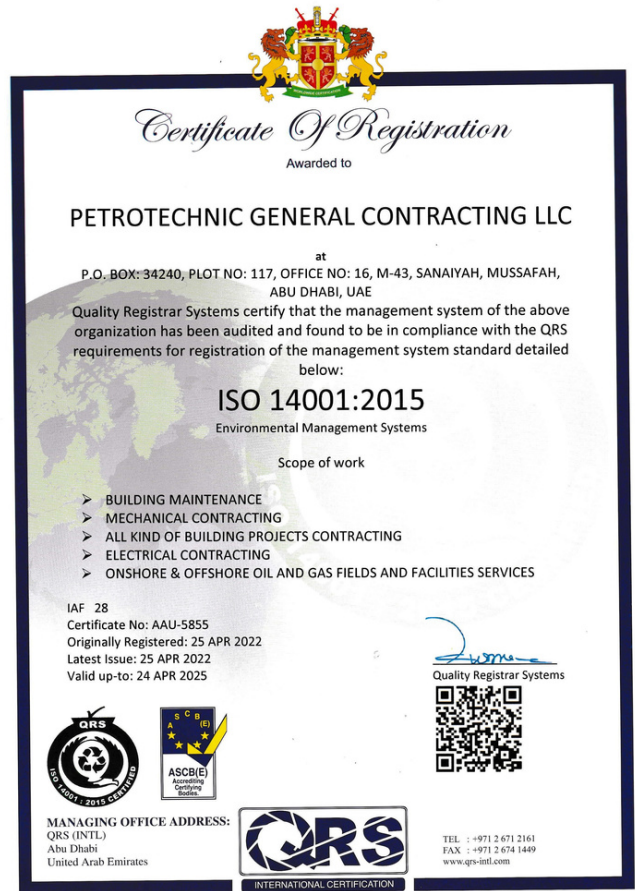 WORLDWIDE CERTIFICATION
Certificate Of Registration
Awarded to
PETROTECHNIC GENERAL CONTRACTING LLC
at
P.O. BOX: 34240, PLOT NO: 117, OFFICE NO: 16, M-43, SANAIYAH, MUSSAFAH,
ABU DHABI, UAE
Quality Registrar Systems certify that the management system of the above
organization has been audited and found to be in compliance with the QRS
requirements for registration of the management system standard detailed
below:
ISO 14001:2015
Environmental Management Systems
Scope of work
➢ BUILDING MAINTENANCE
➢ MECHANICAL CONTRACTING
➢ ALL KIND OF BUILDING PROJECTS CONTRACTING
➢ ELECTRICAL CONTRACTING
➢ ONSHORE & OFFSHORE OIL AND GAS FIELDS AND FACILITIES SERVICES
IAF 28
Certificate No: AAU-5855
Originally Registered: 25 APR 2022
Latest Issue: 25 APR 2022
Valid up-to: 24 APR 2025
Quality Registrar Systems
QRS
ISO 14001 : 2015 CERTIFIED
A S C B (E)
ASCB(E)
Accrediting
Certifying
Bodies.
MANAGING OFFICE ADDRESS:
QRS (INTL)
Abu Dhabi
United Arab Emirates
QRS
INTERNATIONAL CERTIFICATION
TEL : +971 2 671 2161
FAX : +971 2 674 1449
www.qrs-intl.com